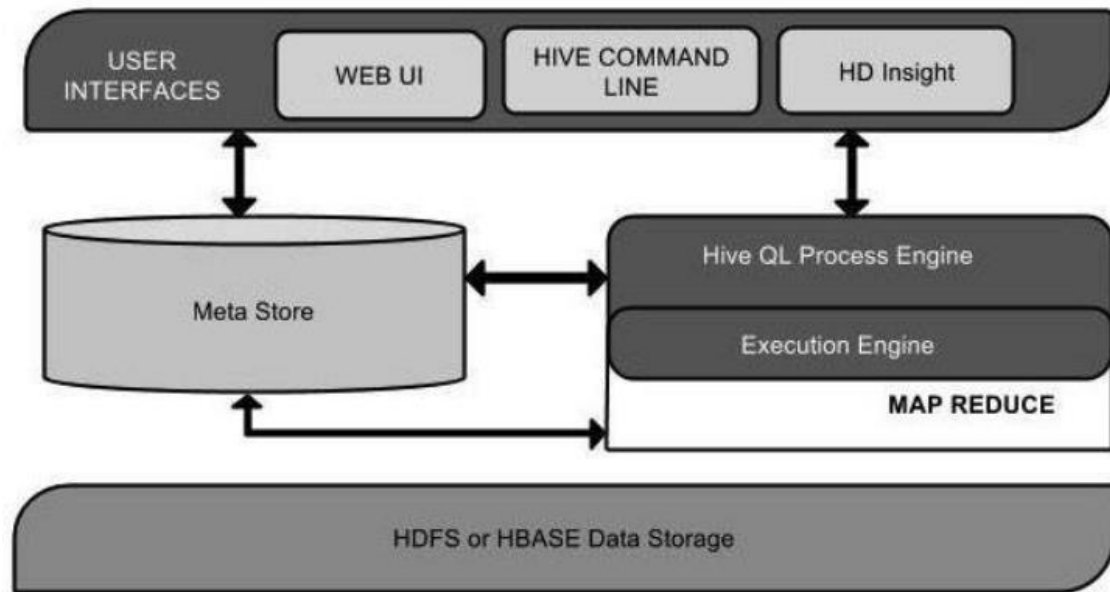 USER
INTERFACES
WEB UI
HIVE COMMAND
LINE
HD Insight
Meta Store
Hive QL Process Engine
Execution Engine
MAP REDUCE
HDFS or HBASE Data Storage